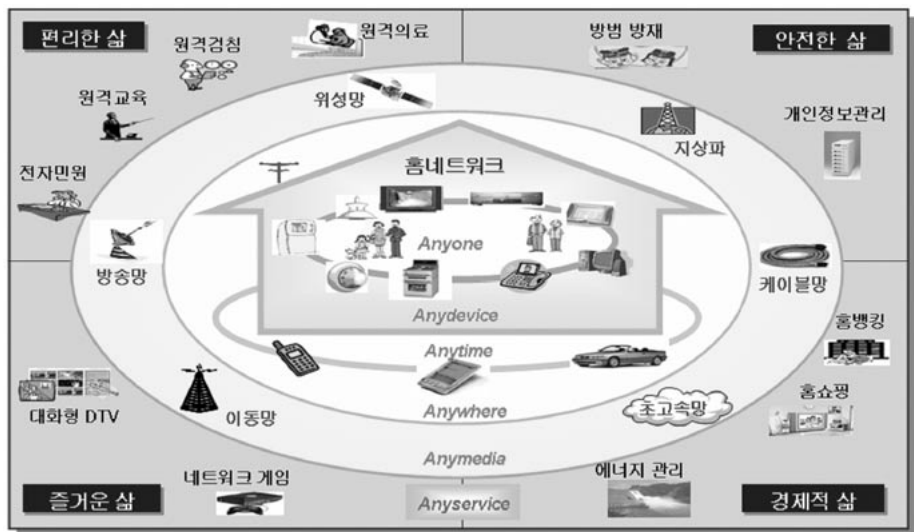 편리한 삶
원격검침
원격의료
원격교육
전자민원
방범 방재
안전한 삶
개인정보관리
위성망
지상파
홈네트워크
Anyone
방송망
케이블망
Anydevice
Anytime
Anywhere
Anymedia
Anyservice
이동망
초고속망
대화형 DTV
네트워크 게임
즐거운 삶
홈뱅킹
홈쇼핑
에너지 관리
경제적 삶